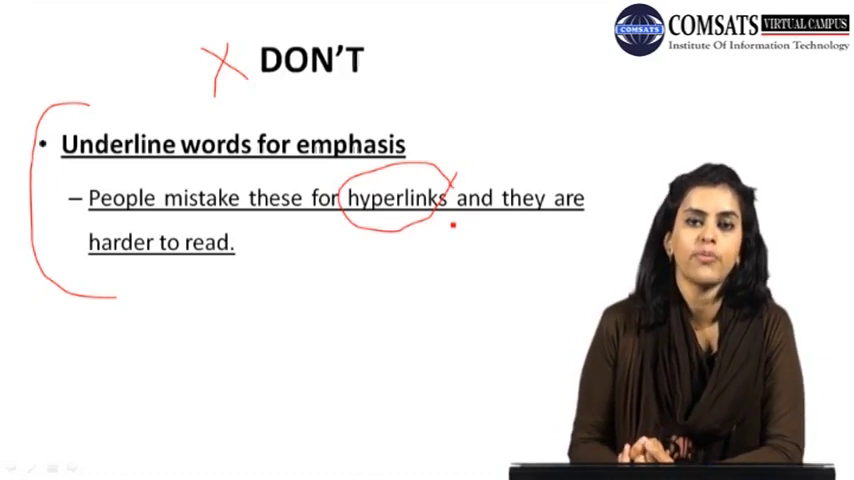 COMSATS VIRTUAL CAMPUS
COMSATS
Institute Of Information Technology
X DON'T
• Underline words for emphasis
– People mistake these for hyperlinks and they are
harder to read.